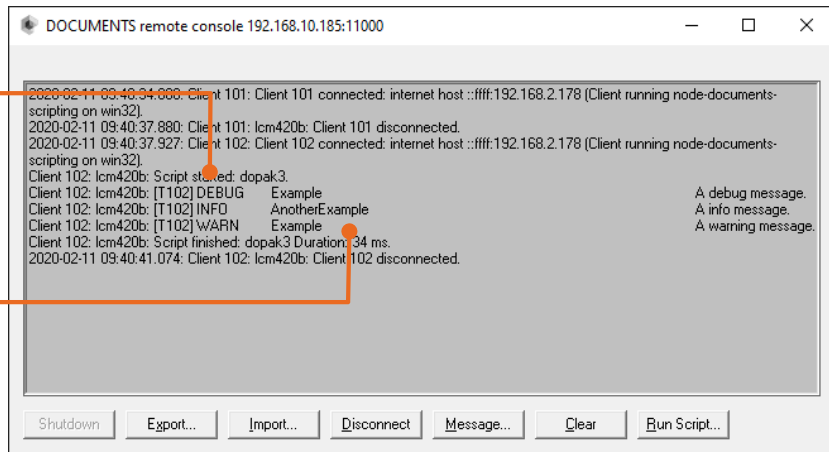 DOCUMENTS remote console 192.168.10.185:11000
2020-02-11 09:40:34.888: Client 101: Client 101 connected: internet host ::ffff:192.168.2.178 (Client running node-documents-
scripting on win32).
2020-02-11 09:40:37.880: Client 101: lcm420b: Client 101 disconnected.
2020-02-11 09:40:37.927: Client 102: Client 102 connected: internet host ::ffff:192.168.2.178 (Client running node-documents-
scripting on win32).
Client 102: lcm420b: Script started: dopak3.
Client 102: lcm420b: [T102] DEBUG Example A debug message.
Client 102: lcm420b: [T102] INFO AnotherExample A info message.
Client 102: lcm420b: [T102] WARN Example A warning message.
Client 102: lcm420b: Script finished: dopak3 Duration: 34 ms.
2020-02-11 09:40:41.074: Client 102: lcm420b: Client 102 disconnected.
Shutdown Export... Import... Disconnect Message... Clear Run Script...